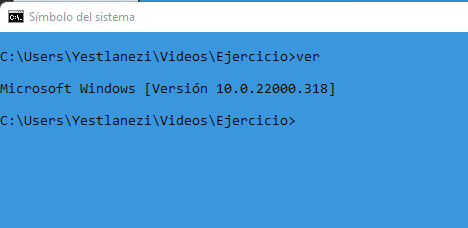 Símbolo del sistema
C:\Users\Yestlanezi\Videos\Ejercicio>ver
Microsoft Windows [Versión 10.0.22000.318]
C:\Users\Yestlanezi\Videos\Ejercicio>